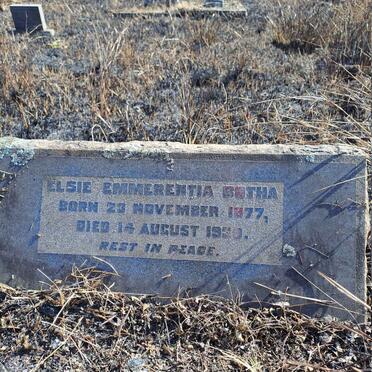 ELSIE EMMERENTIA BOTHA
BORN 23 NOVEMBER 1877,
DIED 14 AUGUST
REST IN PEACE.